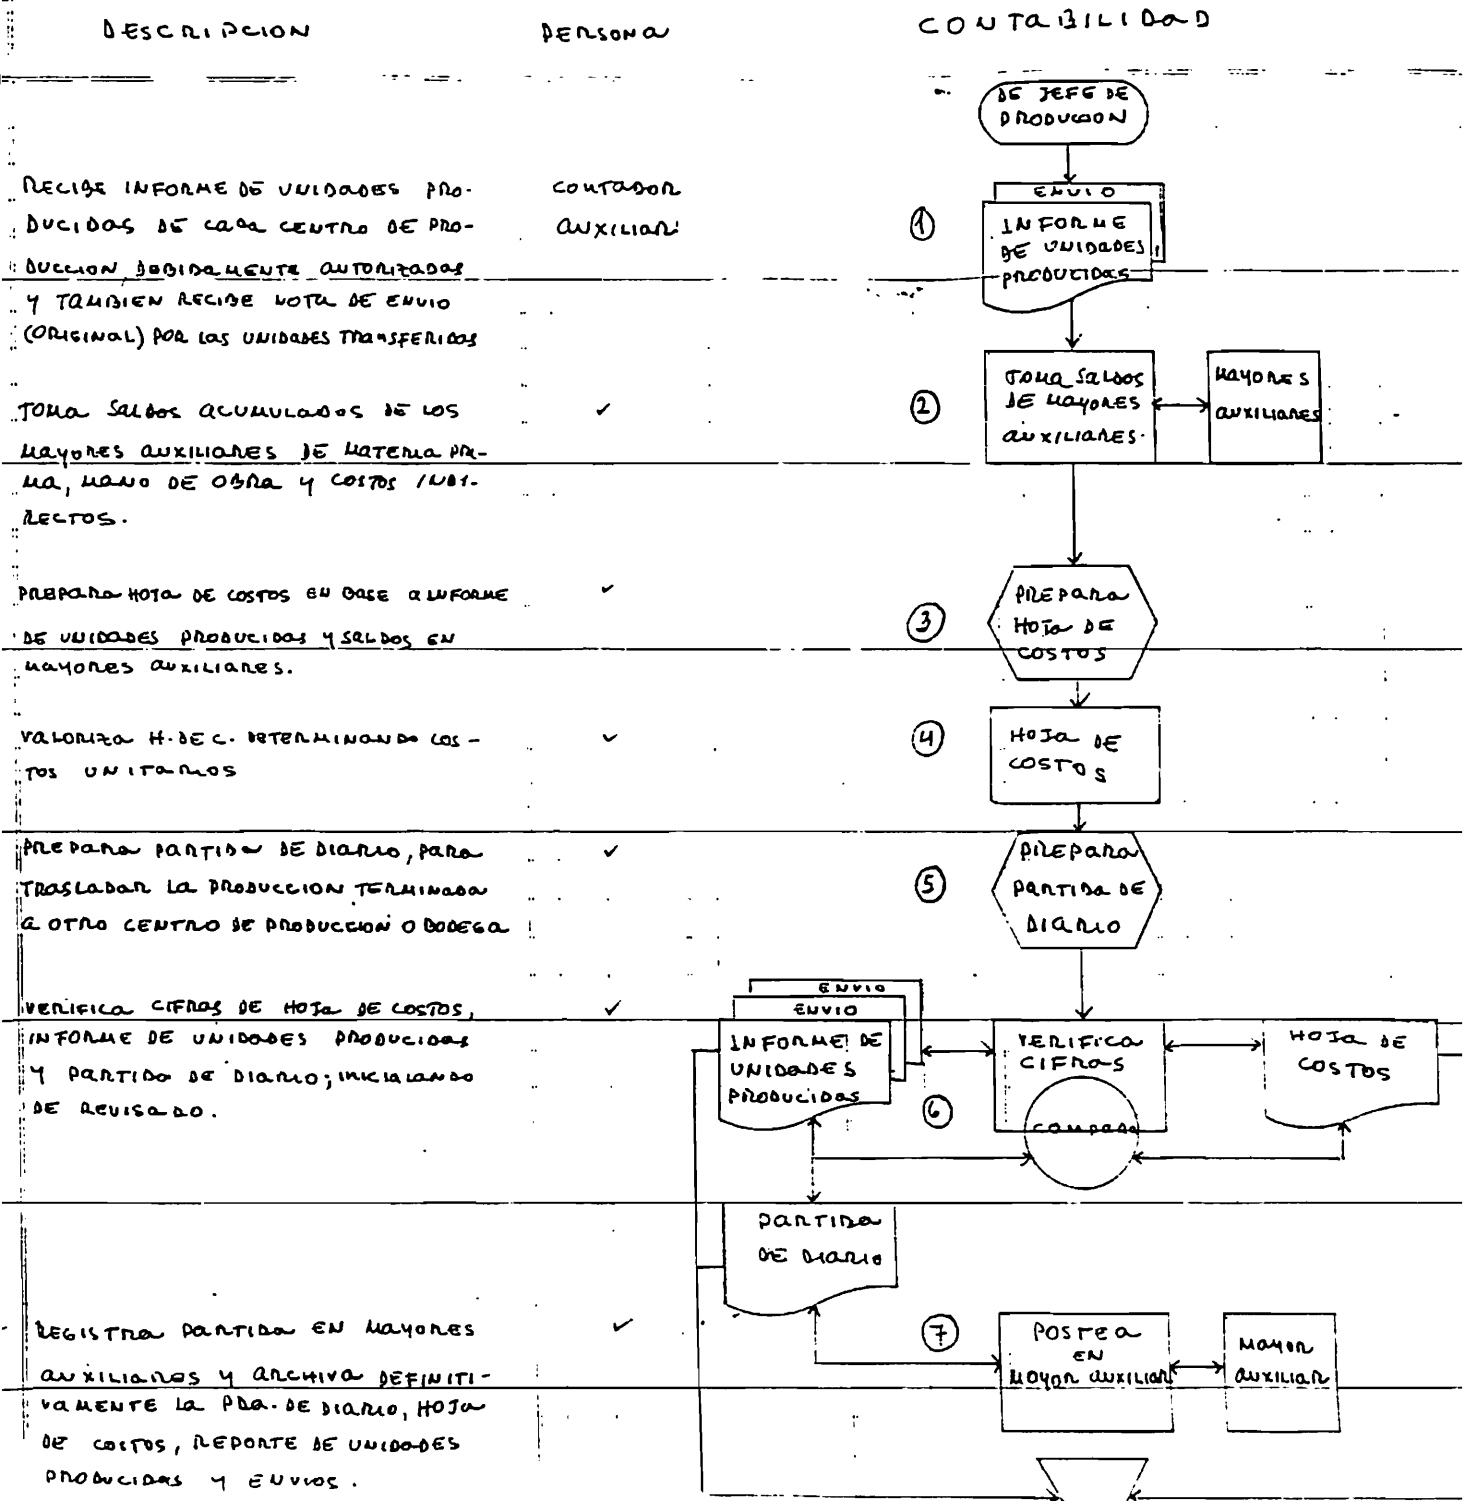 DESCRIPCION PERSONA CONTABILIDAD
DE JEFE DE
PRODUCCION
RECIBE INFORME DE UNIDADES PRO-
DUCIDAS DE CADA CENTRO DE PRO-
DUCCION DEBIDAMENTE AUTORIZADAS
Y TAMBIEN RECIBE NOTA DE ENVIO
(ORIGINAL) POR LAS UNIDADES TRANSFERIDAS
CONTADOR
AUXILIAR
1
ENVIO
INFORME
DE UNIDADES
PRODUCIDAS
TOMA SALDOS ACUMULADOS DE LOS
MAYORES AUXILIARES DE MATERIA PRI-
MA, MANO DE OBRA Y COSTOS INDI-
RECTOS.
✓
2
TOMA SALDOS
DE MAYORES
AUXILIARES.
MAYORES
AUXILIARES
PREPARA HOJA DE COSTOS EN BASE A INFORME
DE UNIDADES PRODUCIDAS Y SALDOS EN
MAYORES AUXILIARES.
✓
3
PREPARA
HOJA DE
COSTOS
VALORIZA H. DE C. DETERMINANDO COS-
TOS UNITARIOS
✓
4
HOJA DE
COSTOS
PREPARA PARTIDA DE DIARIO, PARA
TRASLADAR LA PRODUCCION TERMINADA
A OTRO CENTRO DE PRODUCCION O BODEGA
✓
5
PREPARA
PARTIDA DE
DIARIO
VERIFICA CIFRAS DE HOJA DE COSTOS,
INFORME DE UNIDADES PRODUCIDAS
Y PARTIDA DE DIARIO; INICIALANDO
DE REVISADO.
✓
ENVIO
ENVIO
INFORME DE
UNIDADES
PRODUCIDAS
6
VERIFICA
CIFRAS
COMPARA
HOJA DE
COSTOS
PARTIDA
DE DIARIO
REGISTRA PARTIDA EN MAYORES
AUXILIARES Y ARCHIVA DEFINITI-
VAMENTE LA PDA. DE DIARIO, HOJA
DE COSTOS, REPORTE DE UNIDADES
PRODUCIDAS Y ENVIOS.
✓
7
POSTEA
EN
MAYOR AUXILIAR
MAYOR
AUXILIAR